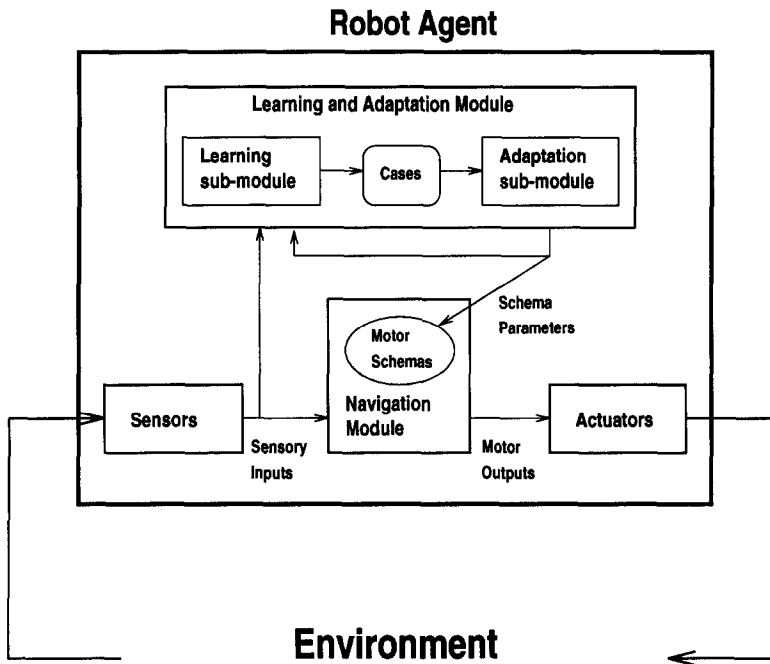 Robot Agent
Learning and Adaptation Module
Learning
sub-module
Cases
Adaptation
sub-module
Schema
Parameters
Motor
Schemas
Navigation
Module
Sensors
Sensory
Inputs
Motor
Outputs
Actuators
Environment